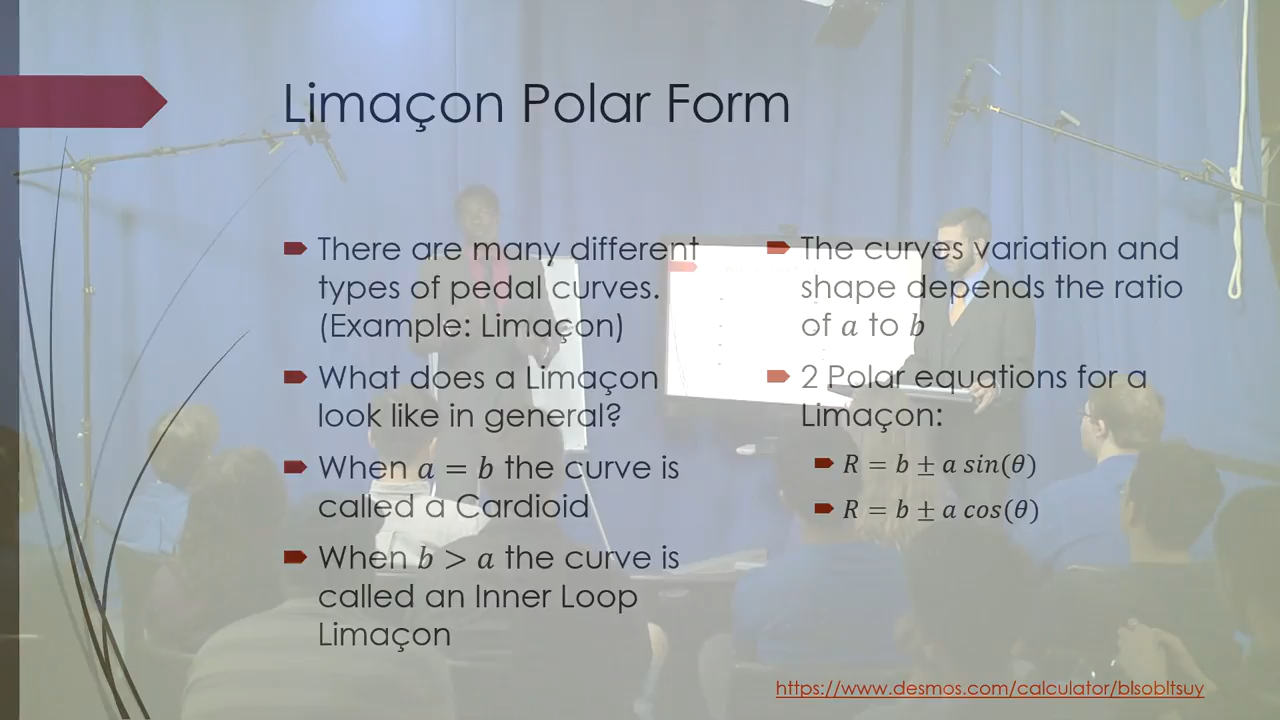 Limaçon Polar Form
There are many different
types of pedal curves.
(Example: Limaçon)
What does a Limaçon
look like in general?
When a = b the curve is
called a Cardioid
When b > a the curve is
called an Inner Loop
Limaçon
The curves variation and
shape depends the ratio
of a to b
2 Polar equations for a
Limaçon:
R = b ± a sin(θ)
R = b ± a cos(θ)
https://www.desmos.com/calculator/blsobltsuy